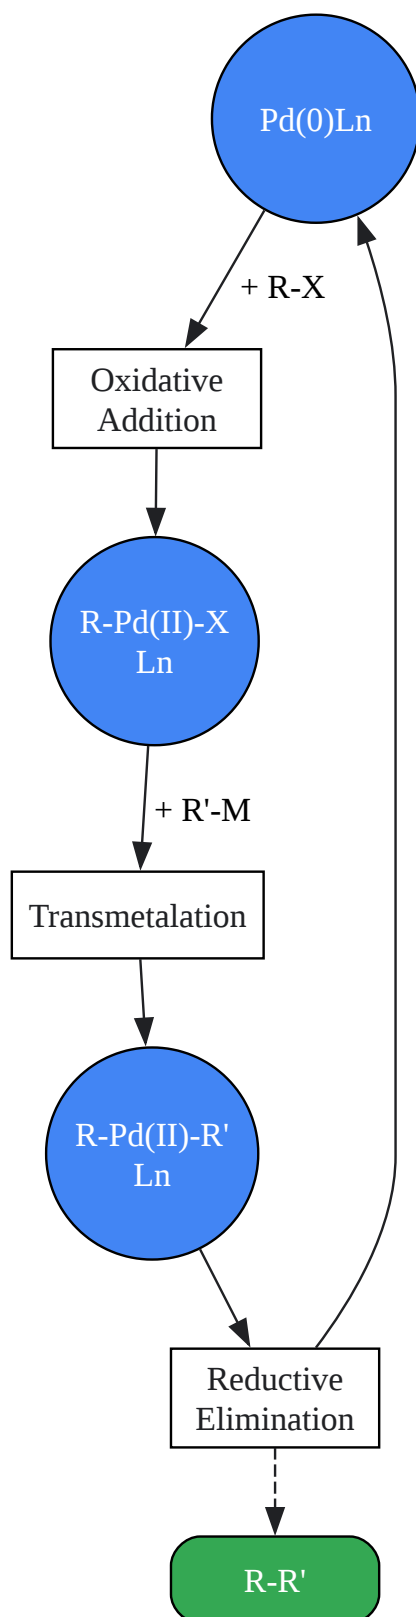 Pd(0)Ln
+ R-X
Oxidative
Addition
R-Pd(II)-X
Ln
+ R'-M
Transmetalation
R-Pd(II)-R'
Ln
Reductive
Elimination
R-R'